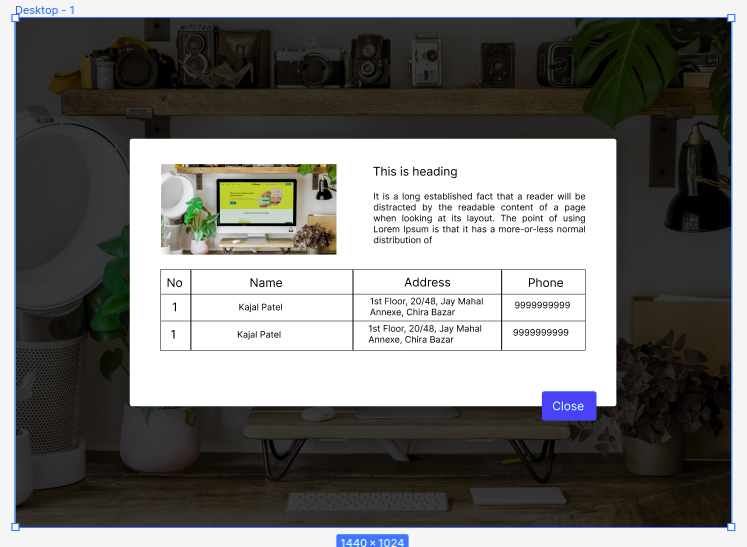 Desktop - 1
This is heading
It is a long established fact that a reader will be
distracted by the readable content of a page
when looking at its layout. The point of using
Lorem Ipsum is that it has a more-or-less normal
distribution of
No Name Address Phone
1 Kajal Patel 1st Floor, 20/48, Jay Mahal 9999999999
Annexe, Chira Bazar
1 Kajal Patel 1st Floor, 20/48, Jay Mahal 9999999999
Annexe, Chira Bazar
Close
1440 × 1024